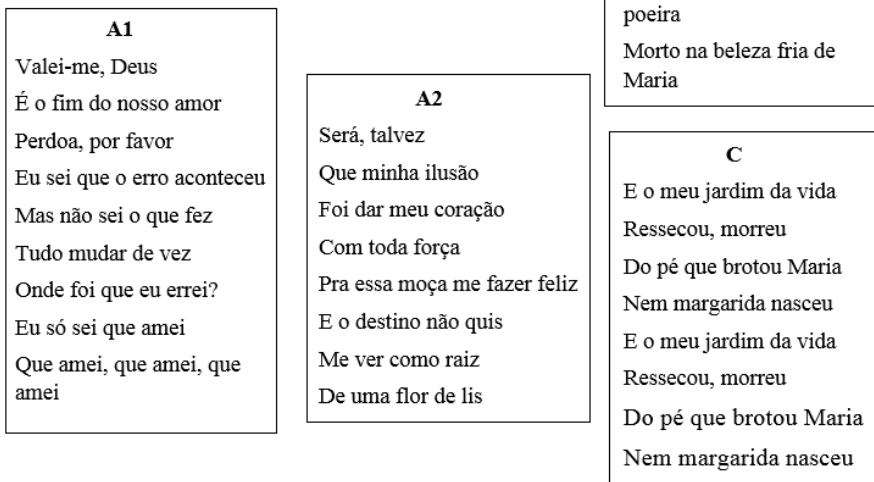 A1
Valei-me, Deus
É o fim do nosso amor
Perdoa, por favor
Eu sei que o erro aconteceu
Mas não sei o que fez
Tudo mudar de vez
Onde foi que eu errei?
Eu só sei que amei
Que amei, que amei, que
amei
A2
Será, talvez
Que minha ilusão
Foi dar meu coração
Com toda força
Pra essa moça me fazer feliz
E o destino não quis
Me ver como raiz
De uma flor de lis
poeira
Morto na beleza fria de
Maria
C
E o meu jardim da vida
Ressecou, morreu
Do pé que brotou Maria
Nem margarida nasceu
E o meu jardim da vida
Ressecou, morreu
Do pé que brotou Maria
Nem margarida nasceu